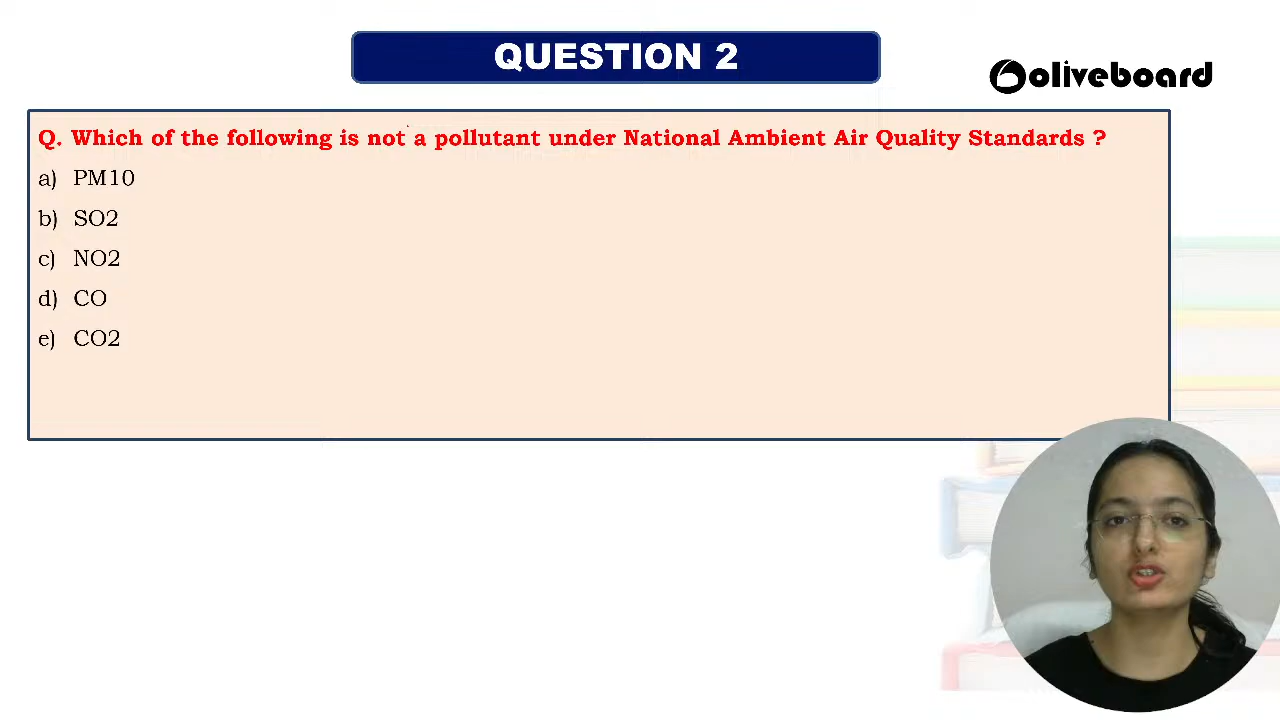 QUESTION 2
oliveboard
Q. Which of the following is not a pollutant under National Ambient Air Quality Standards ?
a) PM10
b) SO2
c) NO2
d) CO
e) CO2